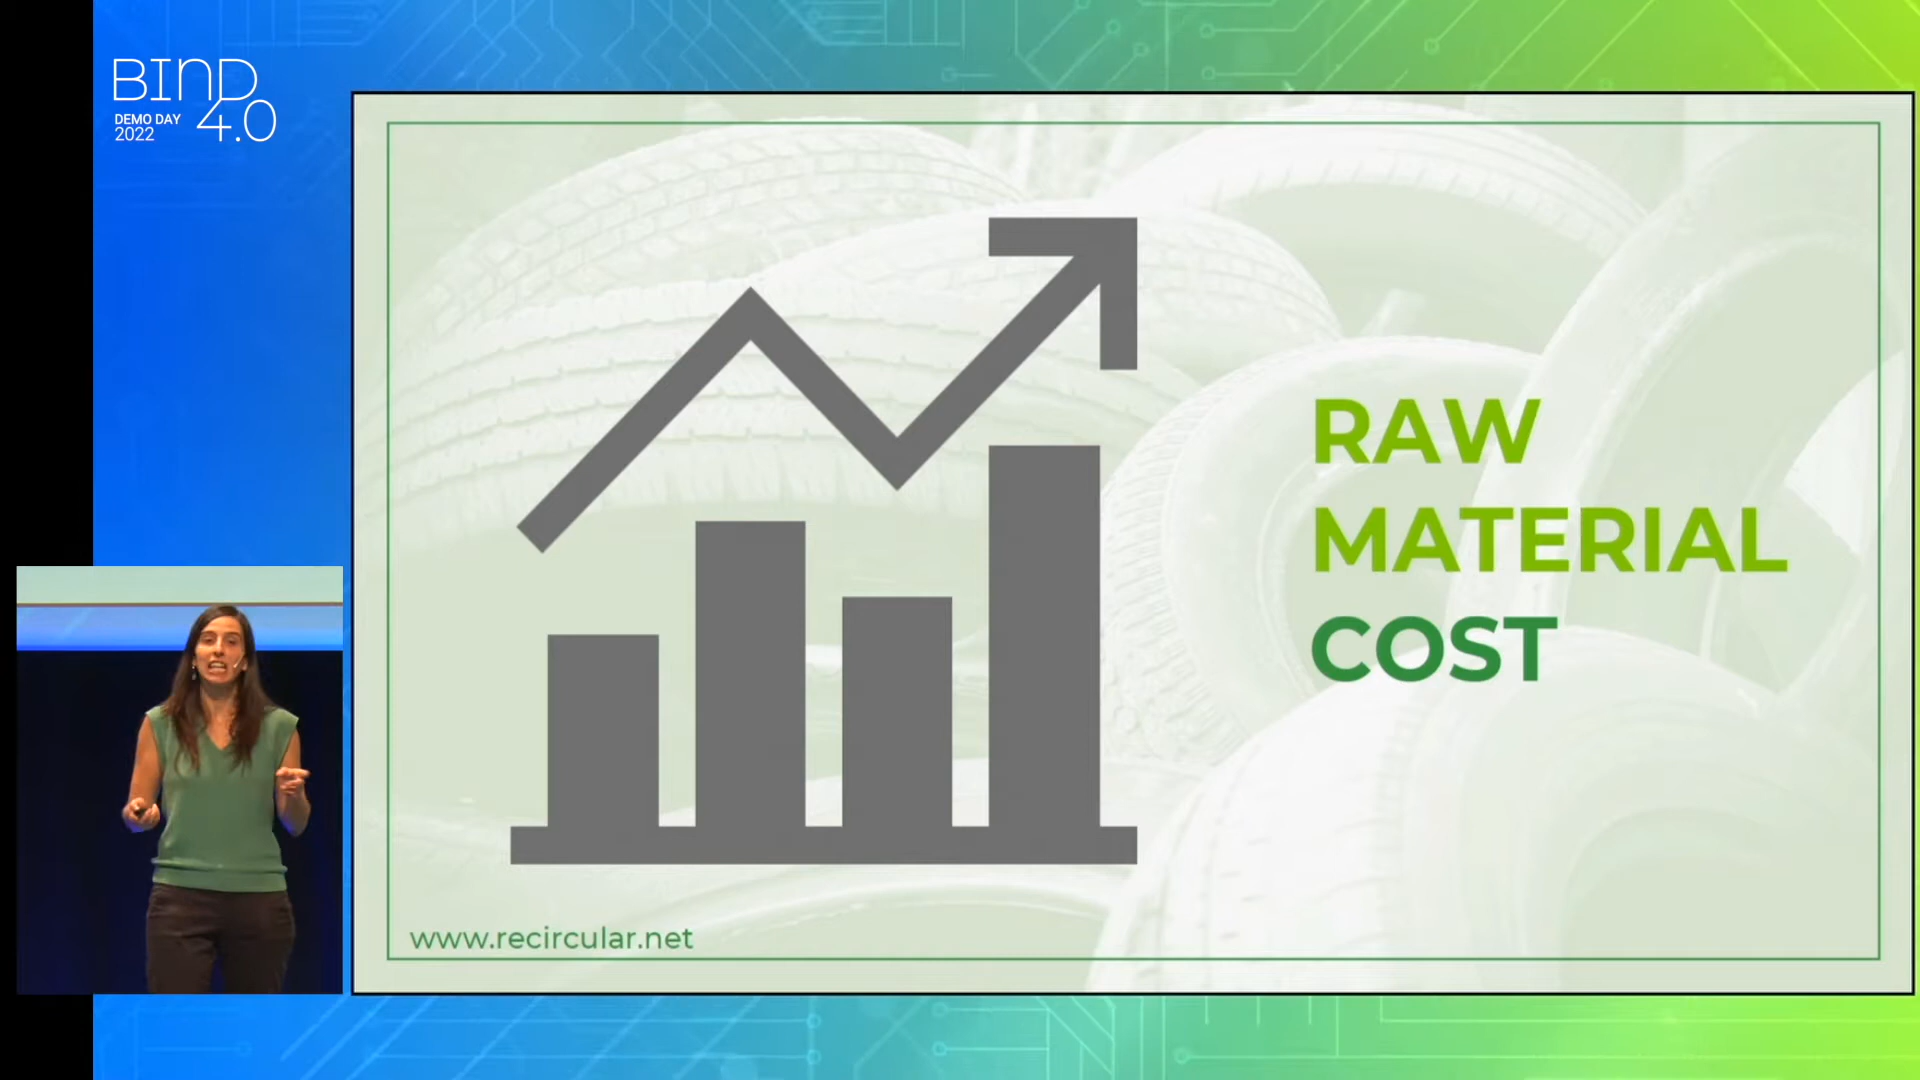 BIND
4.0
DEMO DAY
2022
RAW
MATERIAL
COST
www.recircular.net